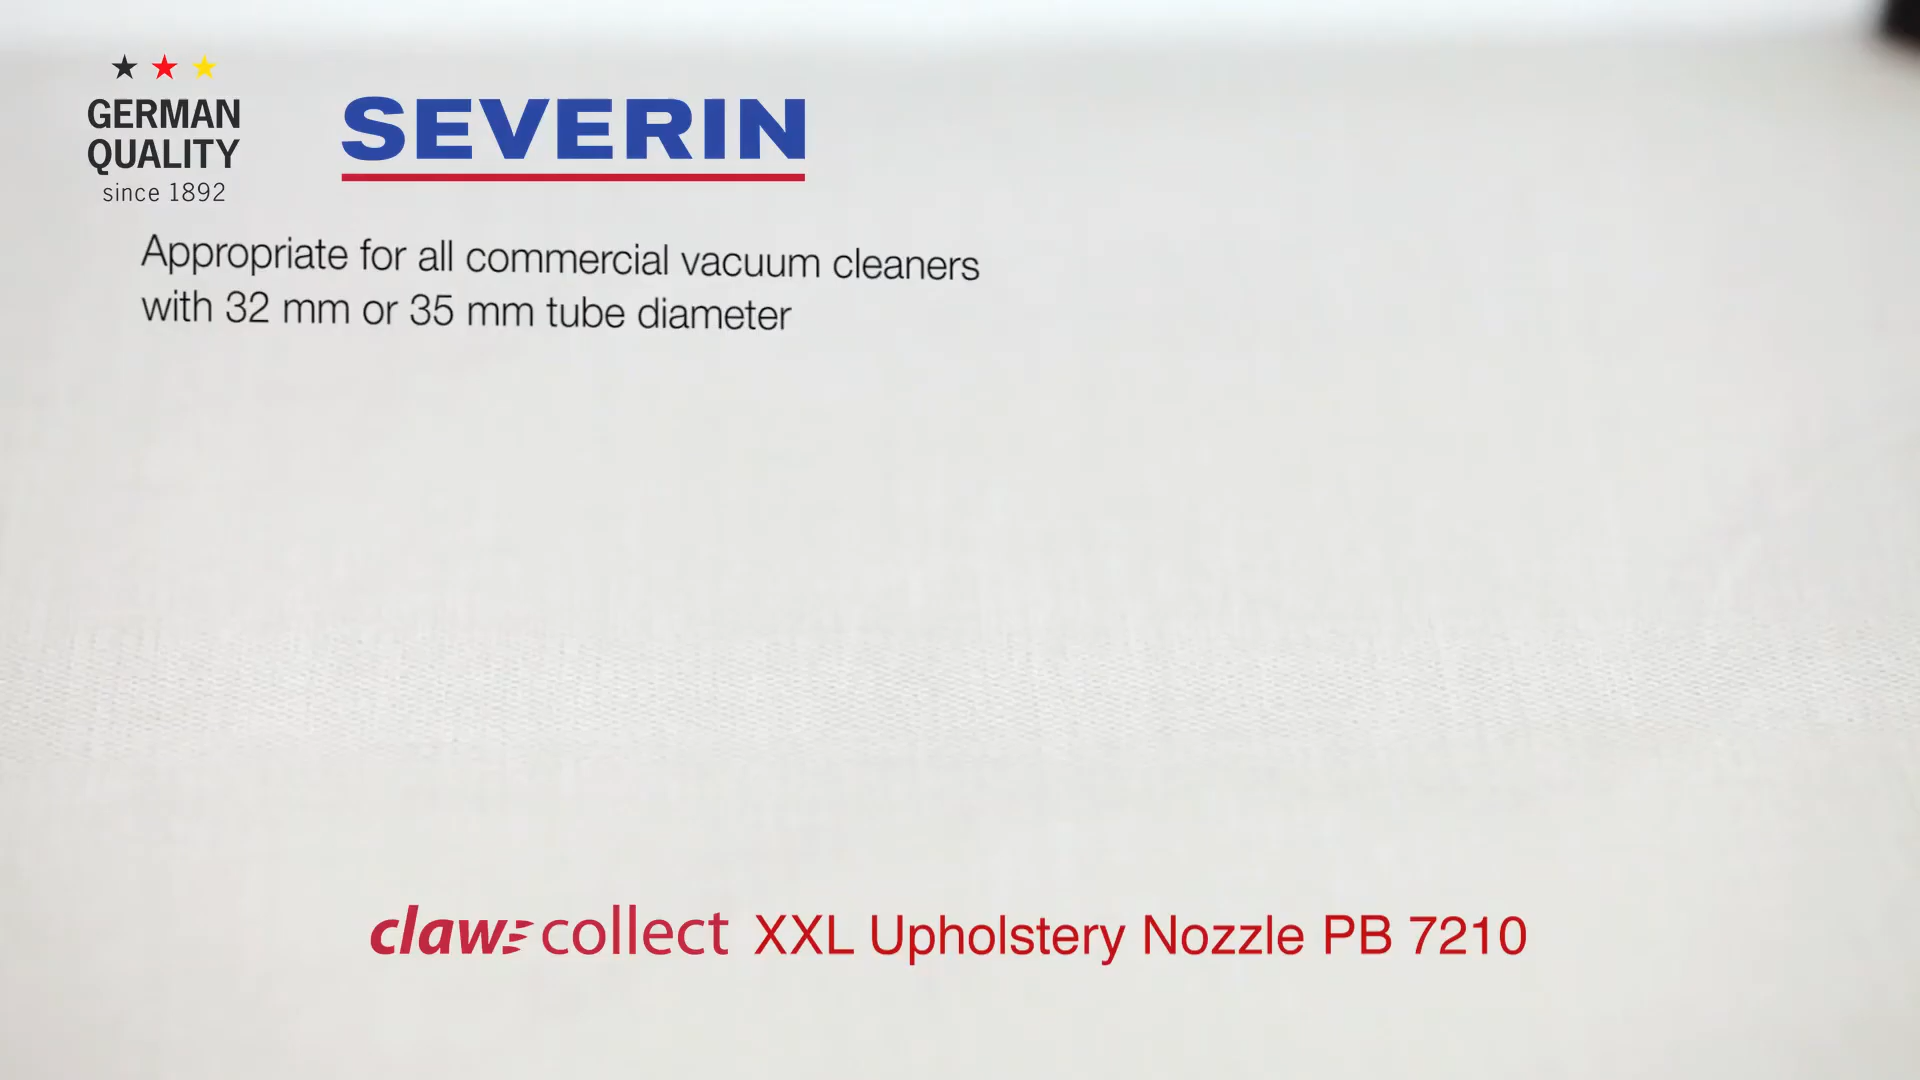 GERMAN
QUALITY
since 1892
SEVERIN
Appropriate for all commercial vacuum cleaners
with 32 mm or 35 mm tube diameter
claws collect XXL Upholstery Nozzle PB 7210